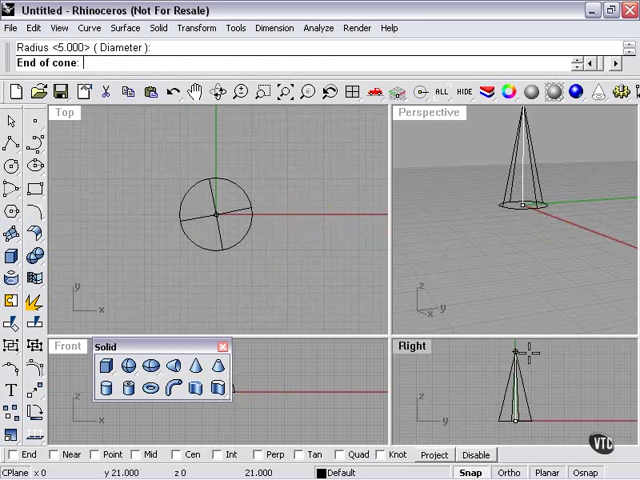 Untitled - Rhinoceros (Not For Resale)
File Edit View Curve Surface Solid Transform Tools Dimension Analyze Render Help
Radius <5.000> ( Diameter ):
End of cone:
ALL HIDE
Top
y
x
Perspective
z
y
x
Front
z
x
Solid
Right
z
y
VTC
End Near Point Mid Cen Int Perp Tan Quad Knot Project Disable
CPlane x 0 y 21.000 z 0 21.000 Default Snap Ortho Planar Osnap
T